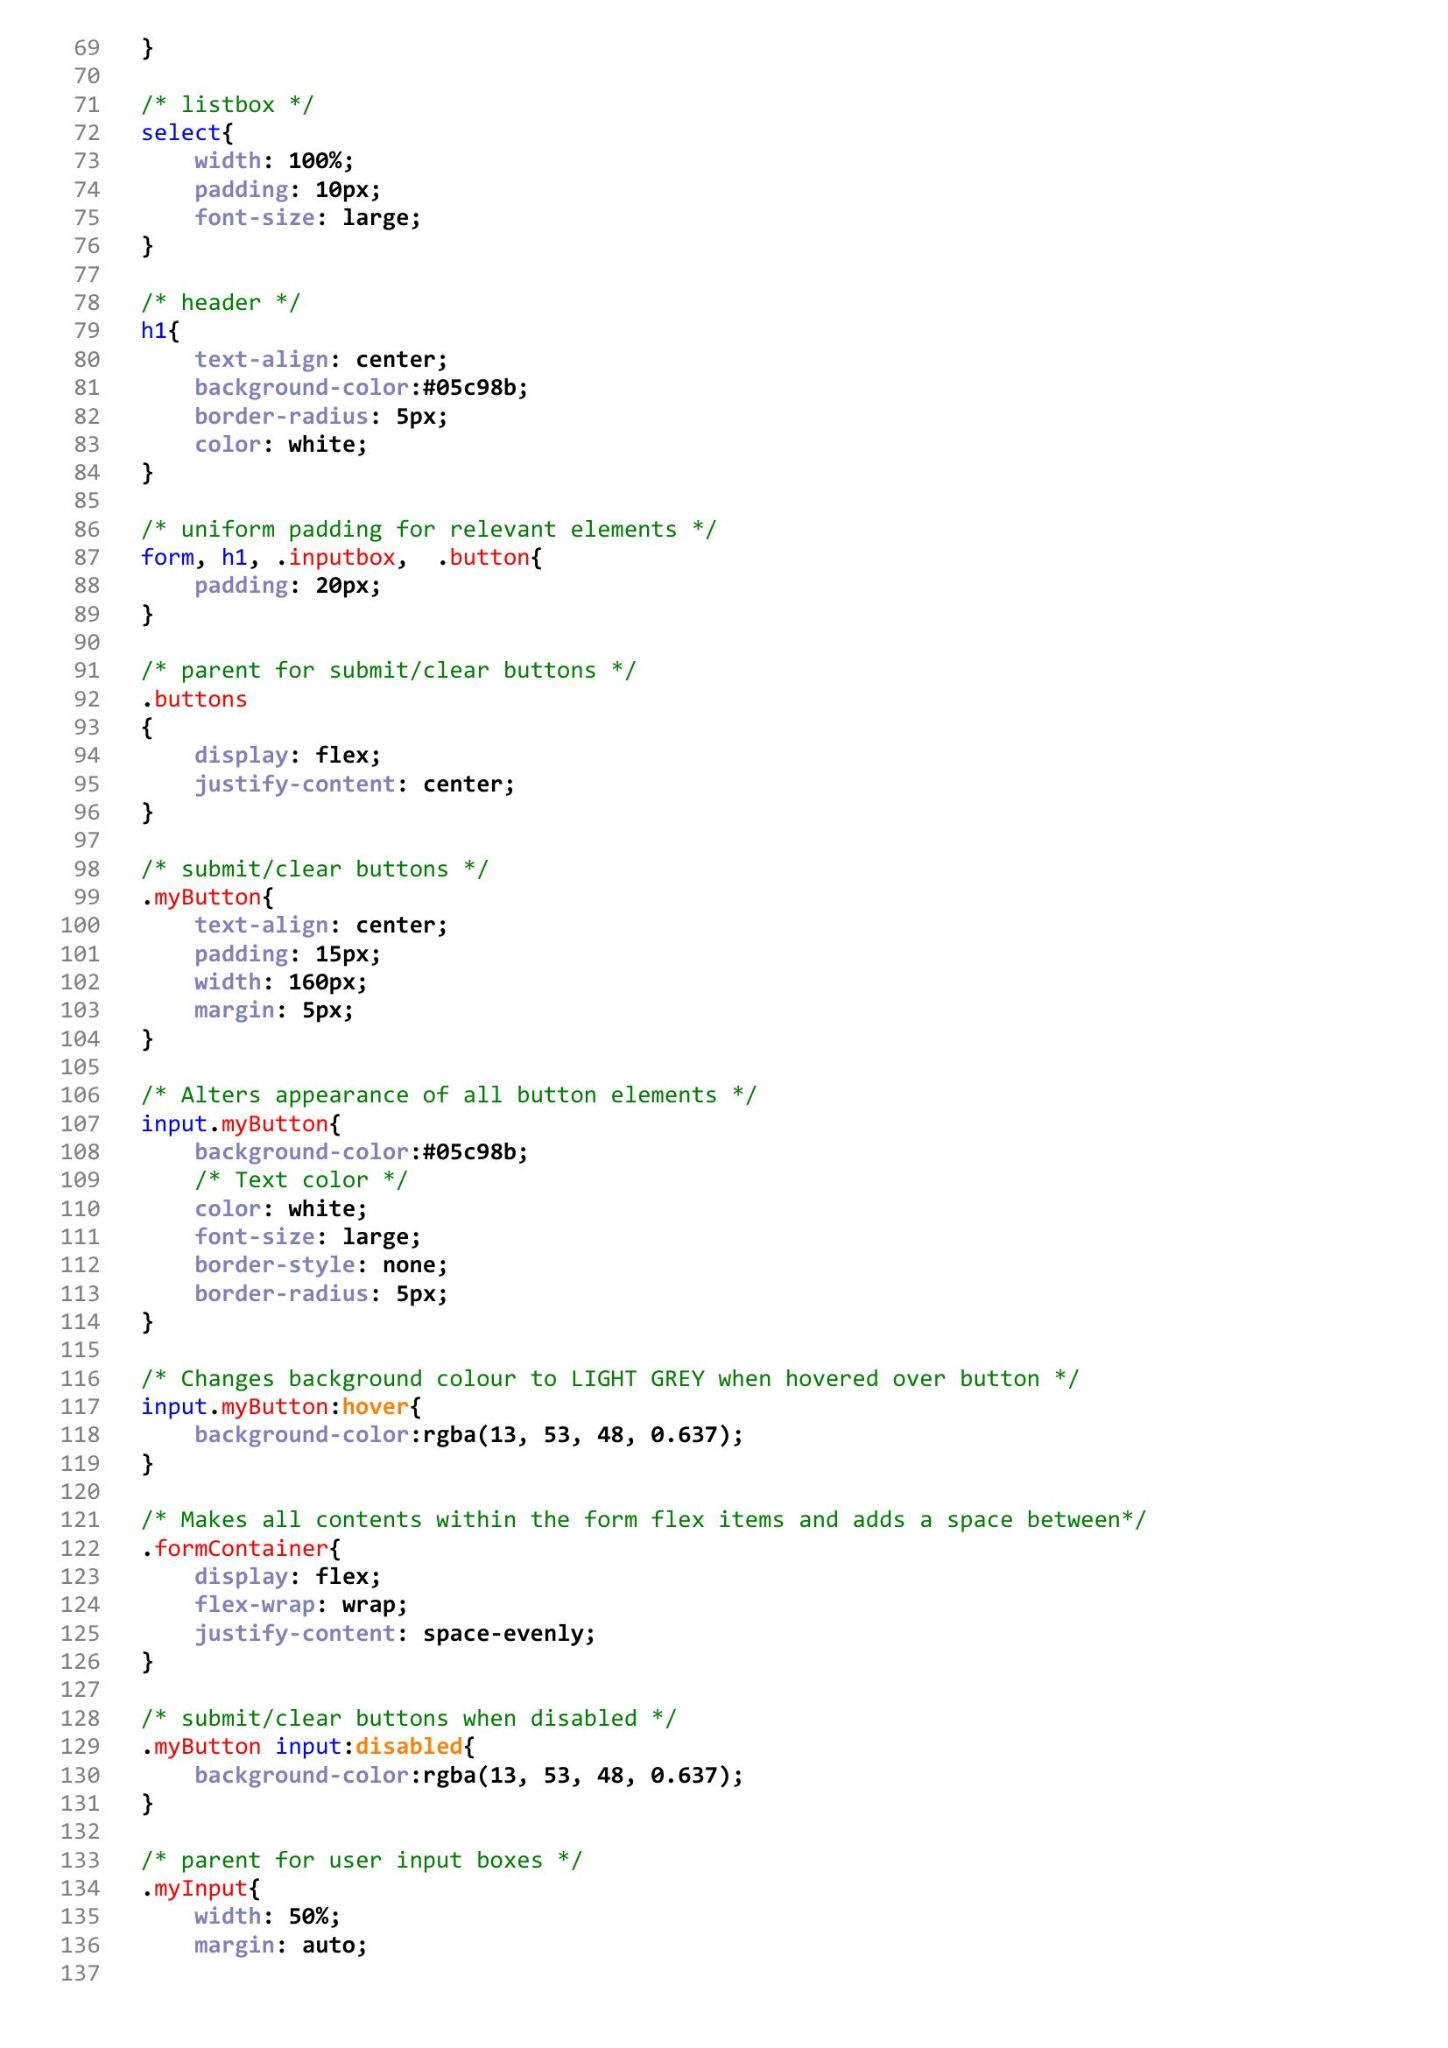 69 }
70
71 /* listbox */
72 select{
73     width: 100%;
74     padding: 10px;
75     font-size: large;
76 }
77
78 /* header */
79 h1{
80     text-align: center;
81     background-color:#05c98b;
82     border-radius: 5px;
83     color: white;
84 }
85
86 /* uniform padding for relevant elements */
87 form, h1, .inputbox,  .button{
88     padding: 20px;
89 }
90
91 /* parent for submit/clear buttons */
92 .buttons
93 {
94     display: flex;
95     justify-content: center;
96 }
97
98 /* submit/clear buttons */
99 .myButton{
100     text-align: center;
101     padding: 15px;
102     width: 160px;
103     margin: 5px;
104 }
105
106 /* Alters appearance of all button elements */
107 input.myButton{
108     background-color:#05c98b;
109     /* Text color */
110     color: white;
111     font-size: large;
112     border-style: none;
113     border-radius: 5px;
114 }
115
116 /* Changes background colour to LIGHT GREY when hovered over button */
117 input.myButton:hover{
118     background-color:rgba(13, 53, 48, 0.637);
119 }
120
121 /* Makes all contents within the form flex items and adds a space between*/
122 .formContainer{
123     display: flex;
124     flex-wrap: wrap;
125     justify-content: space-evenly;
126 }
127
128 /* submit/clear buttons when disabled */
129 .myButton input:disabled{
130     background-color:rgba(13, 53, 48, 0.637);
131 }
132
133 /* parent for user input boxes */
134 .myInput{
135     width: 50%;
136     margin: auto;
137